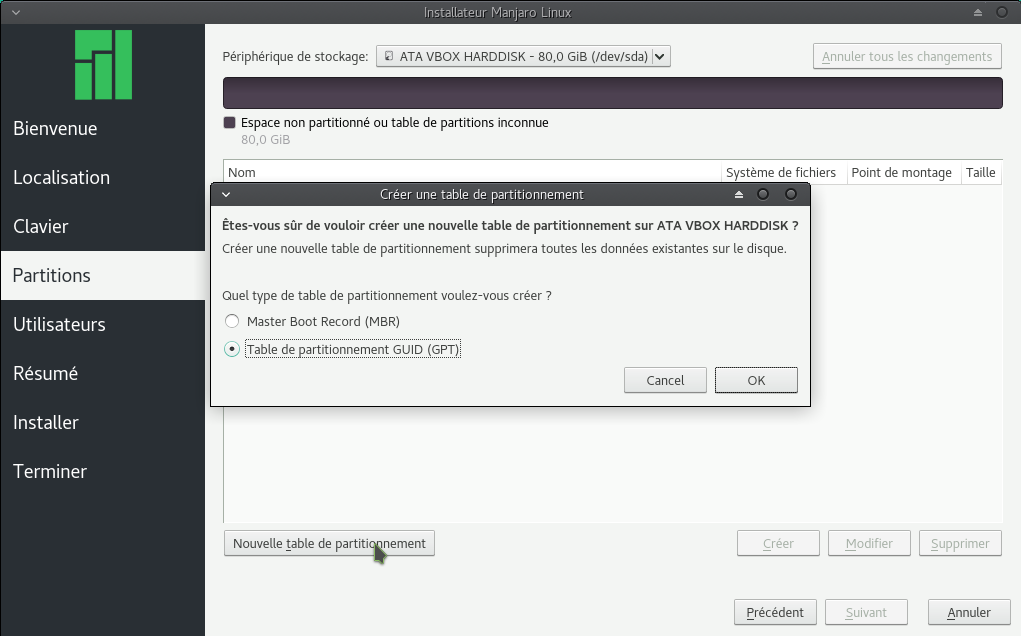 Installateur Manjaro Linux
Bienvenue
Localisation
Clavier
Partitions
Utilisateurs
Résumé
Installer
Terminer
Périphérique de stockage: ATA VBOX HARDDISK - 80,0 GiB (/dev/sda) Annuler tous les changements
Espace non partitionné ou table de partitions inconnue
80,0 GiB
Nom Système de fichiers Point de montage Taille
Créer une table de partitionnement
Êtes-vous sûr de vouloir créer une nouvelle table de partitionnement sur ATA VBOX HARDDISK ?
Créer une nouvelle table de partitionnement supprimera toutes les données existantes sur le disque.
Quel type de table de partitionnement voulez-vous créer ?
Master Boot Record (MBR)
Table de partitionnement GUID (GPT)
Cancel OK
Nouvelle table de partitionnement Créer Modifier Supprimer
Précédent Suivant Annuler